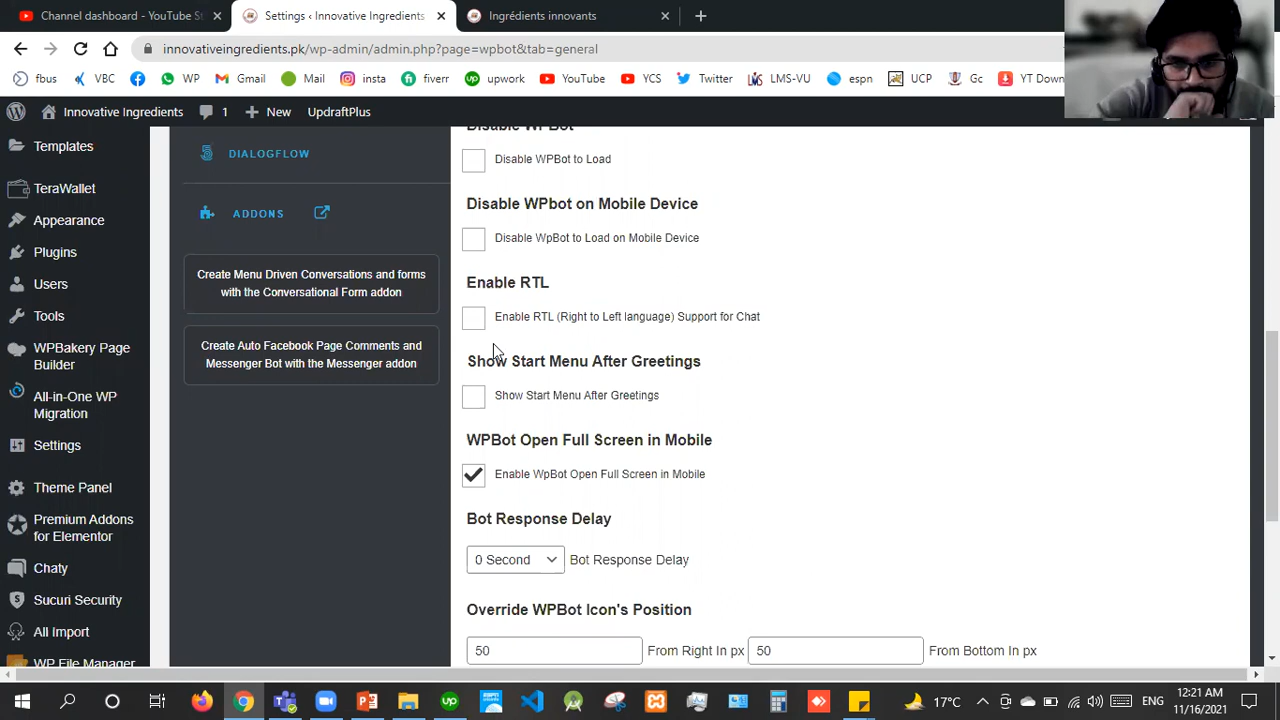 Channel dashboard - YouTube S
Settings ‹ Innovative Ingredients
Ingrédients innovants
innovativeingredients.pk/wp-admin/admin.php?page=wpbot&tab=general
fbus
VBC
WP
Gmail
Mail
insta
fiverr
upwork
YouTube
YCS
Twitter
LMS-VU
espn
UCP
Gc
YT Down
Innovative Ingredients
1
New
UpdraftPlus
Templates
TeraWallet
Appearance
Plugins
Users
Tools
WPBakery Page
Builder
All-in-One WP
Migration
Settings
Theme Panel
Premium Addons
for Elementor
Chaty
Sucuri Security
All Import
WP File Manager
DIALOGFLOW
ADDONS
Create Menu Driven Conversations and forms
with the Conversational Form addon
Create Auto Facebook Page Comments and
Messenger Bot with the Messenger addon
Disable WPBot
Disable WPBot to Load
Disable WPbot on Mobile Device
Disable WpBot to Load on Mobile Device
Enable RTL
Enable RTL (Right to Left language) Support for Chat
Show Start Menu After Greetings
Show Start Menu After Greetings
WPBot Open Full Screen in Mobile
Enable WpBot Open Full Screen in Mobile
Bot Response Delay
0 Second
Bot Response Delay
Override WPBot Icon's Position
50
From Right In px
50
From Bottom In px
17°C
ENG
12:21 AM
11/16/2021